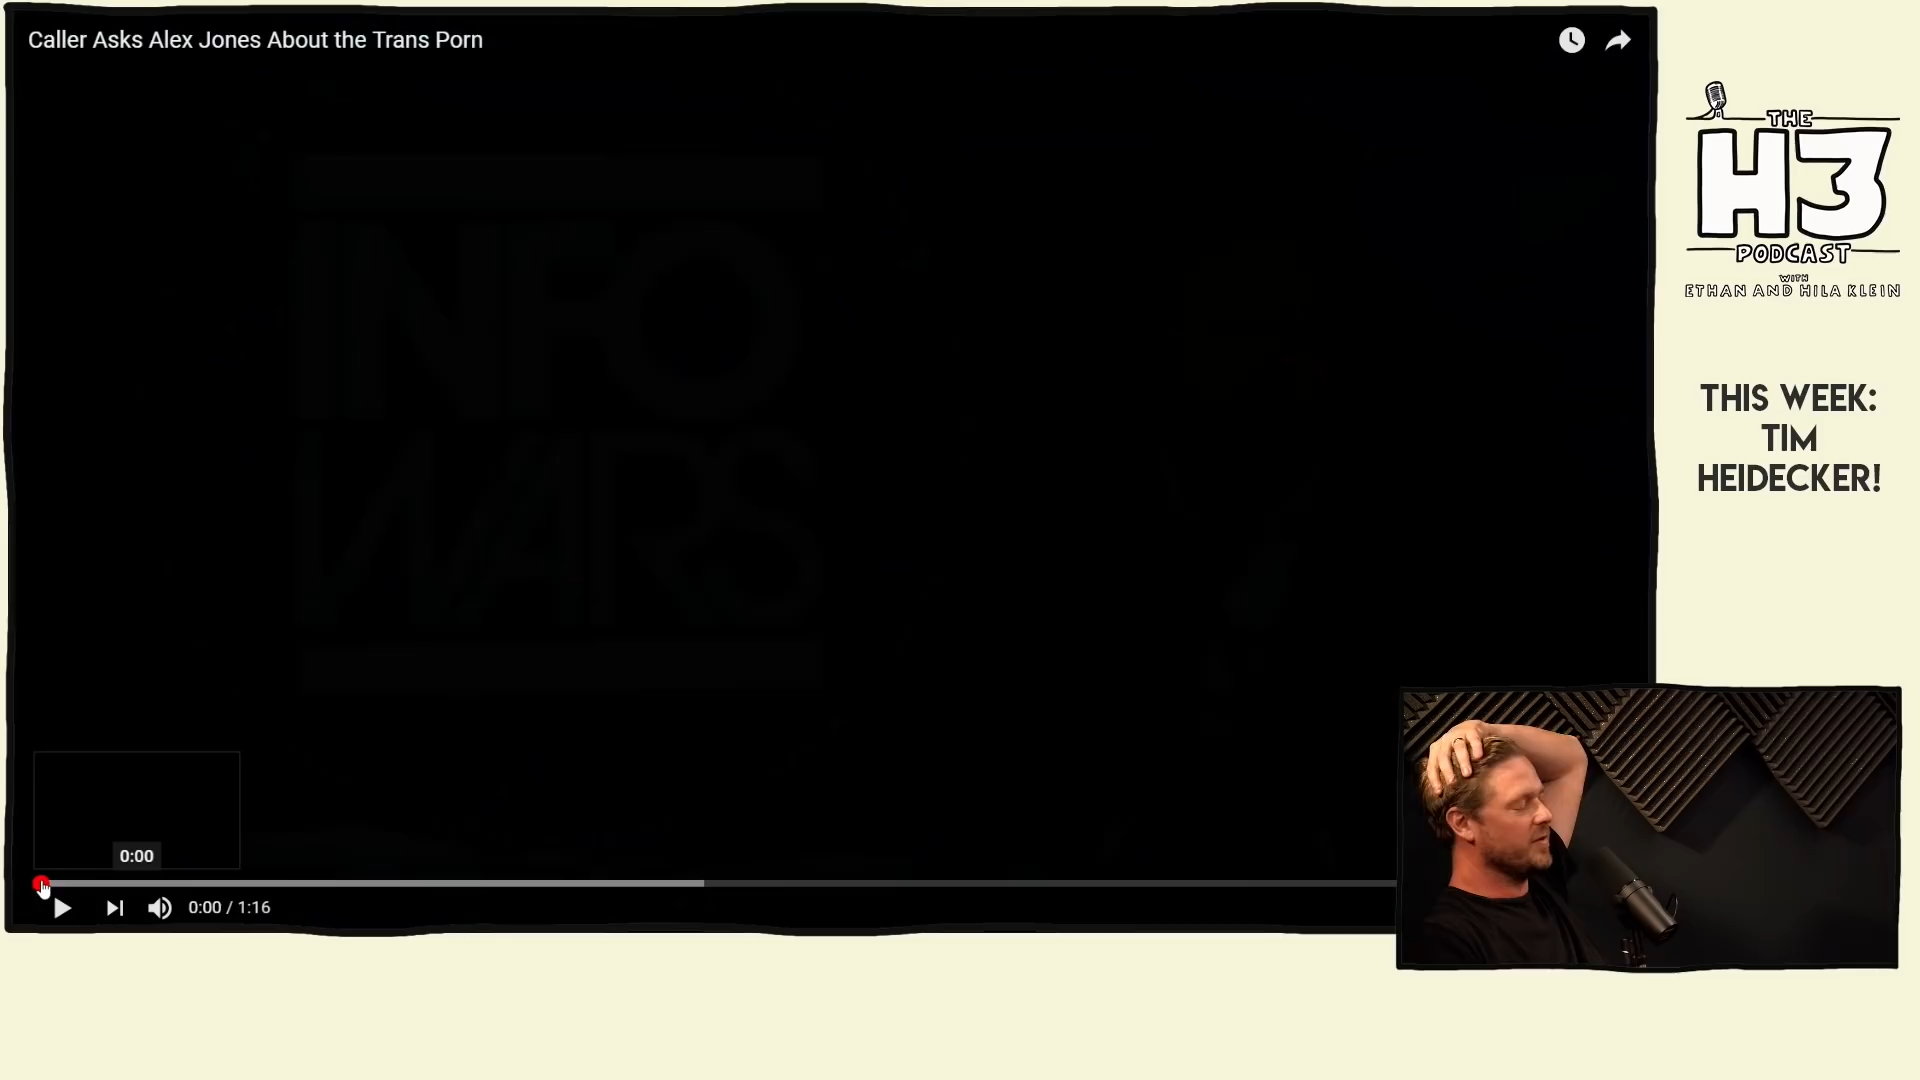 Caller Asks Alex Jones About the Trans Porn
INFO
WARS
0:00
0:00 / 1:16
THE
H3
PODCAST
WITH
ETHAN AND HILA KLEIN
THIS WEEK:
TIM
HEIDECKER!